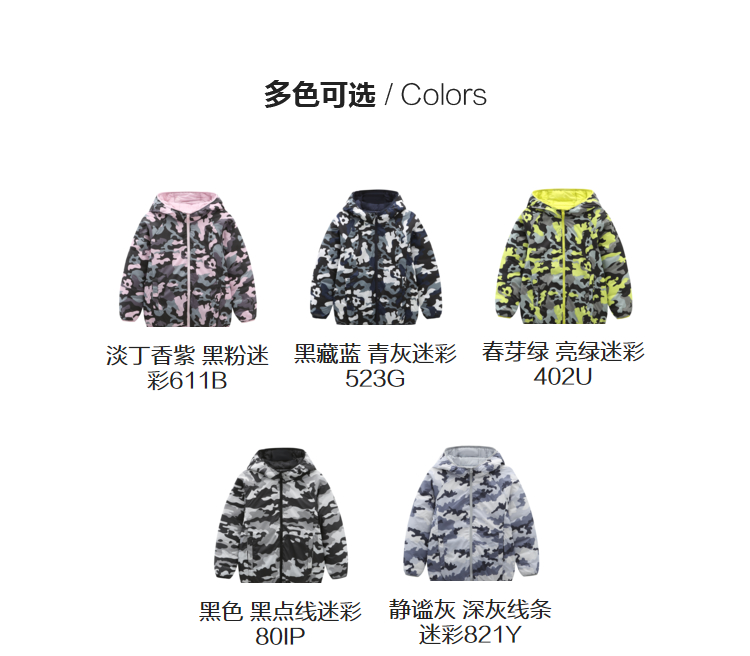 多色可选 / Colors
淡丁香紫 黑粉迷
彩611B
黑藏蓝 青灰迷彩
523G
春芽绿 亮绿迷彩
402U
黑色 黑点线迷彩
80IP
静谧灰 深灰线条
迷彩821Y